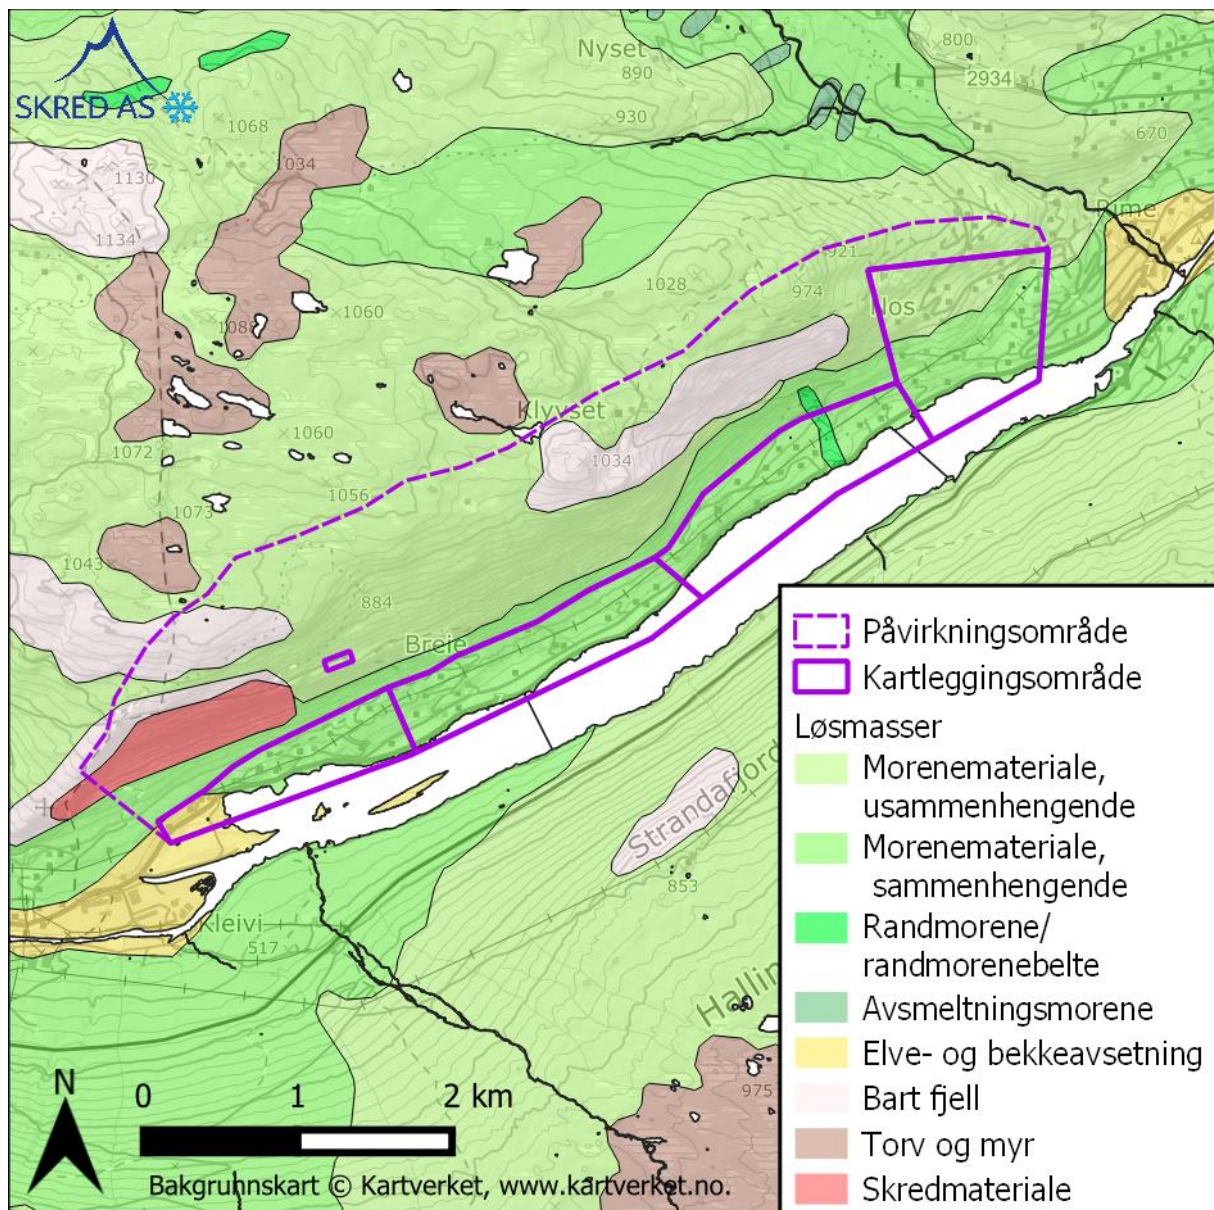 SKRED AS
Nyset
890
930
800
2934
670
1068
1034
1130
1134
Rime
921
974
1028
1060
1088
Nos
Klyvset
1060
1072
1034
1056
1073
1043
884
Breie
Påvirkningsområde
Kartleggingsområde
Løsmasser
Morenemateriale,
usammenhengende
Morenemateriale,
sammenhengende
Randmorene/
randmorenebelte
Avsmeltningsmorene
Elve- og bekkeavsetning
Bart fjell
Torv og myr
Skredmateriale
Strandafjord
853
Kleivi
517
Hallin
975
N
0 1 2 km
Bakgruhnskart © Kartverket, www.kartverket.no.